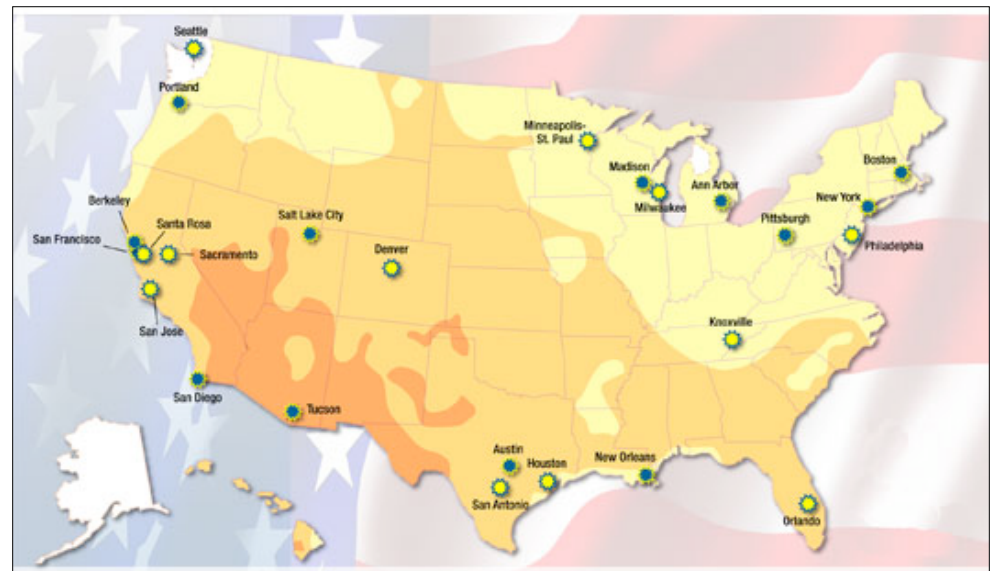 Seattle
Portland
Minneapolis-
St. Paul
Madison
Milwaukee
Ann Arbor
Boston
New York
Pittsburgh
Philadelphia
Berkeley
Santa Rosa
San Francisco
Sacramento
Salt Lake City
Denver
San Jose
Knoxville
San Diego
Tucson
Austin
Houston
New Orleans
San Antonio
Orlando